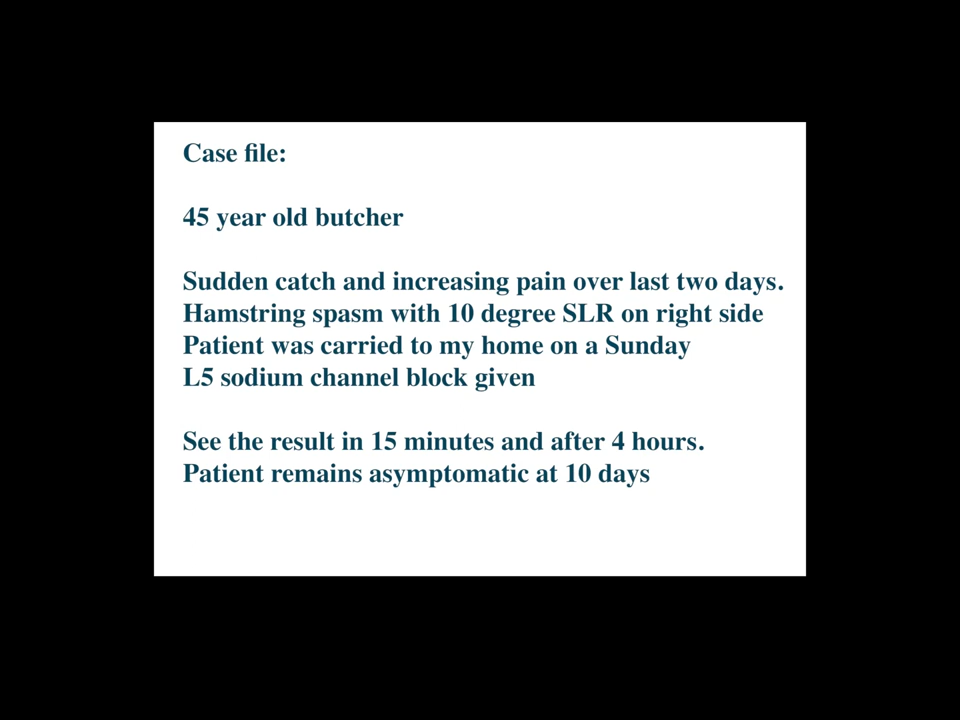 Case file:
45 year old butcher
Sudden catch and increasing pain over last two days.
Hamstring spasm with 10 degree SLR on right side
Patient was carried to my home on a Sunday
L5 sodium channel block given
See the result in 15 minutes and after 4 hours.
Patient remains asymptomatic at 10 days